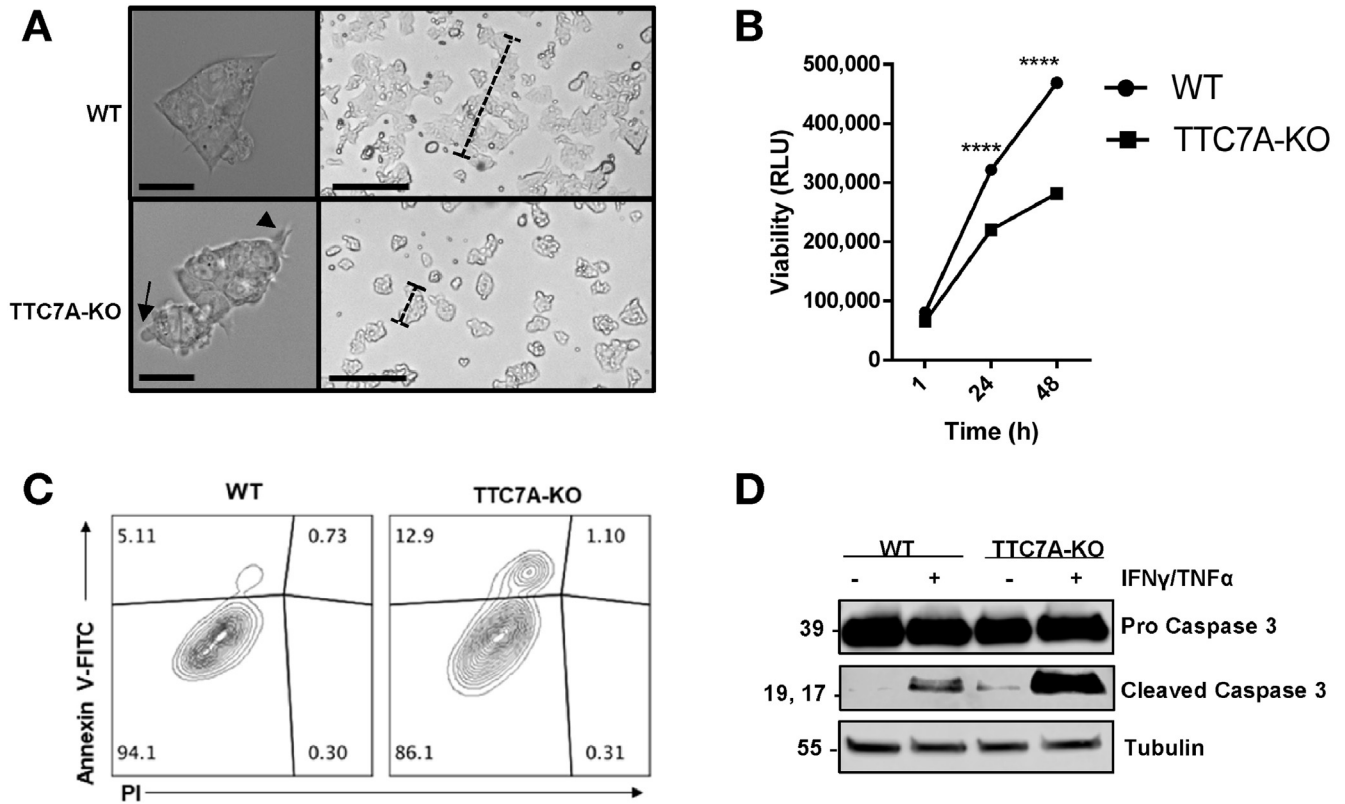 A
WT
TTC7A-KO
B
500,000
400,000
300,000
200,000
100,000
0
Viability (RLU)
****
****
1
24
48
Time (h)
WT
TTC7A-KO
C
WT
TTC7A-KO
5.11
0.73
94.1
0.30
12.9
1.10
86.1
0.31
Annexin V-FITC
PI
D
WT TTC7A-KO
- + - + IFNγ/TNFα
39 - Pro Caspase 3
19, 17 - Cleaved Caspase 3
55 - Tubulin